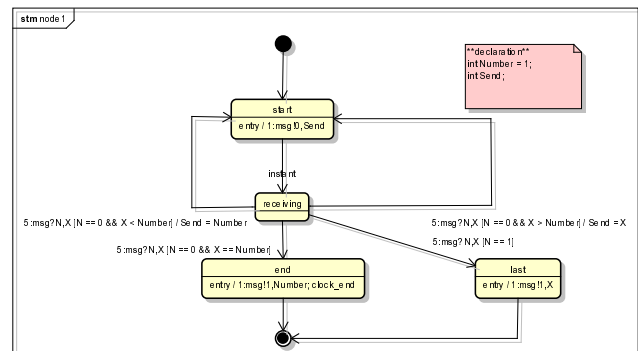 stm node1
**declaration**
int Number = 1;
int Send;
start
entry / 1:msg!0,Send
instant
receiving
5:msg?N,X [N == 0 && X < Number] / Send = Number
5:msg?N,X [N == 0 && X > Number] / Send = X
5:msg?N,X [N == 0 && X == Number]
5:msg?N,X [N == 1]
end
entry / 1:msg!1,Number; clock_end
last
entry / 1:msg!1,X